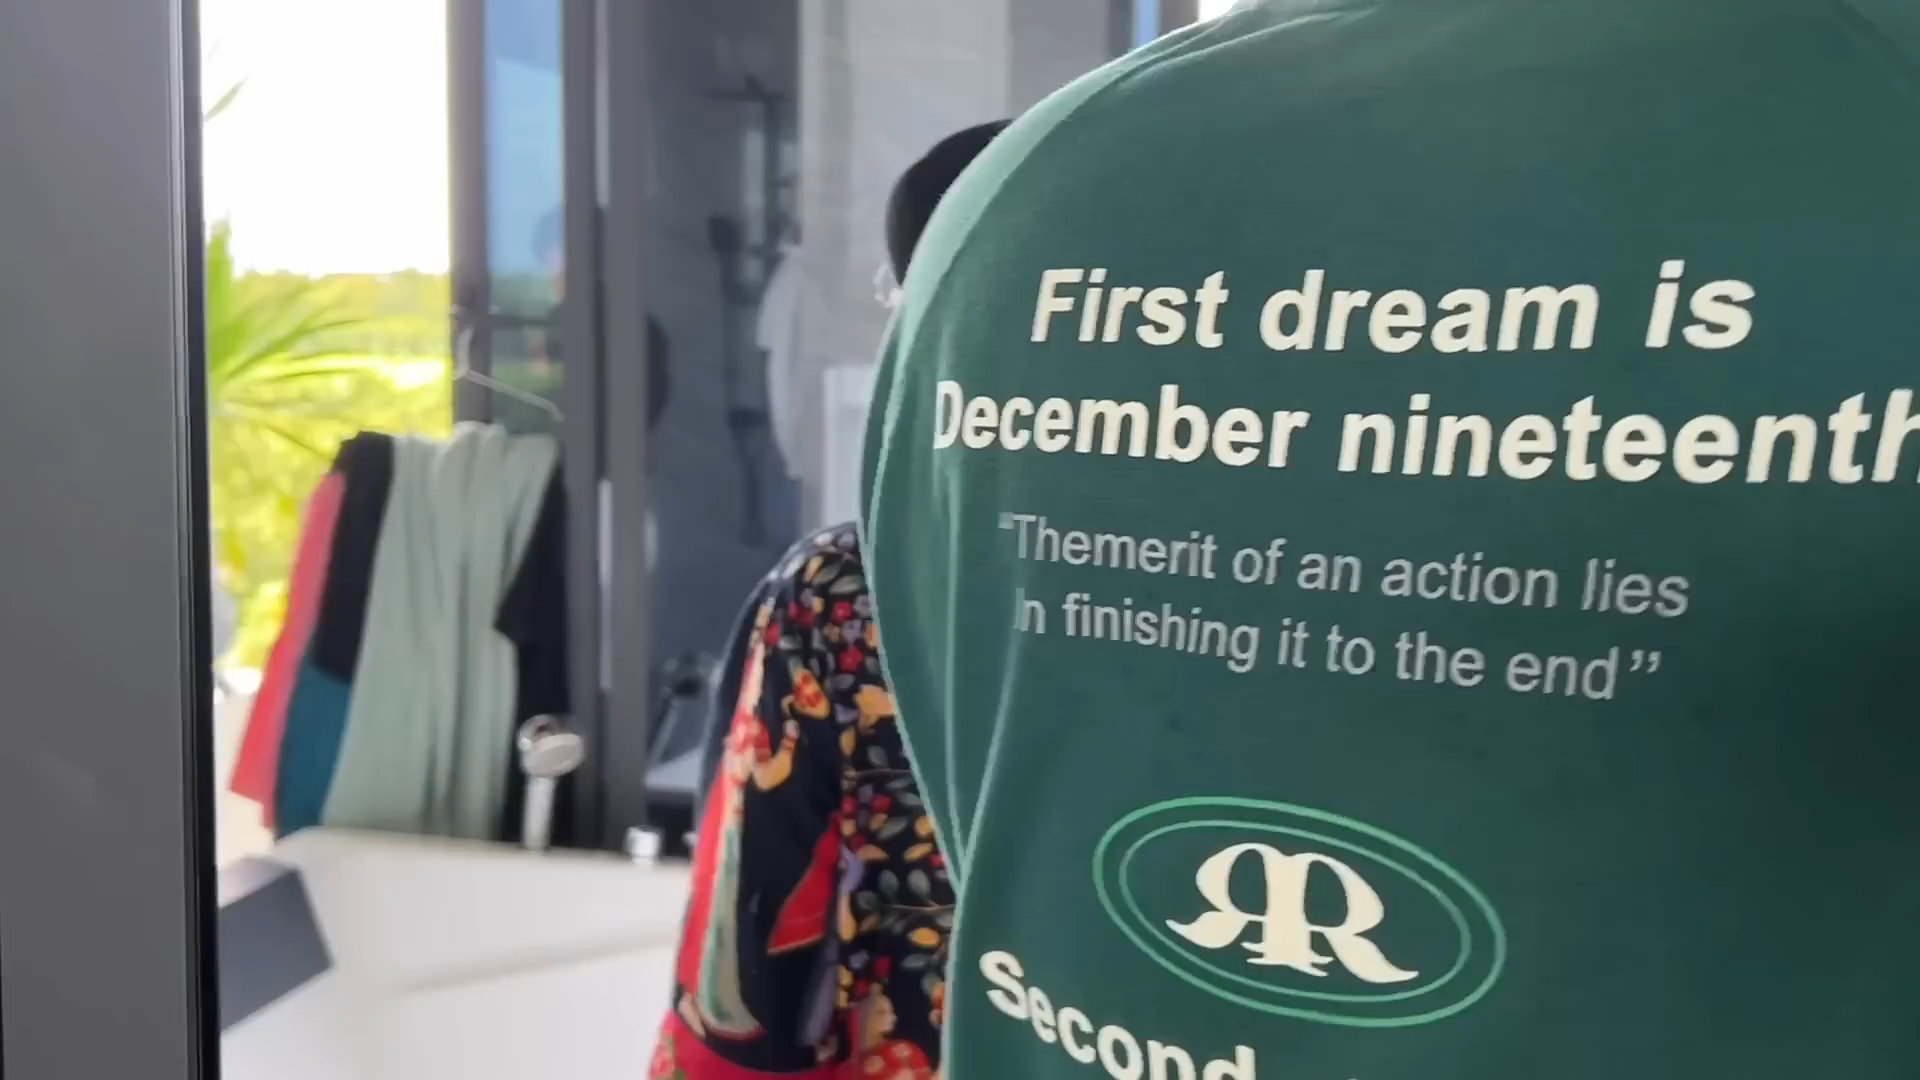 First dream is
December nineteenth
"Themerit of an action lies
In finishing it to the end”
RR
Second